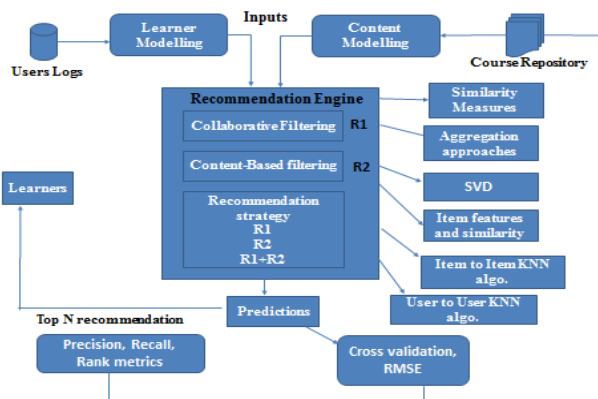 Inputs
Learner
Modelling
Content
Modelling
Users Logs
Course Repository
Recommendation Engine
Collaborative Filtering
R1
Content-Based filtering
R2
Recommendation
strategy
R1
R2
R1+R2
Similarity
Measures
Aggregation
approaches
SVD
Item features
and similarity
Item to Item KNN
algo.
User to User KNN
algo.
Learners
Predictions
Top N recommendation
Precision, Recall,
Rank metrics
Cross validation,
RMSE